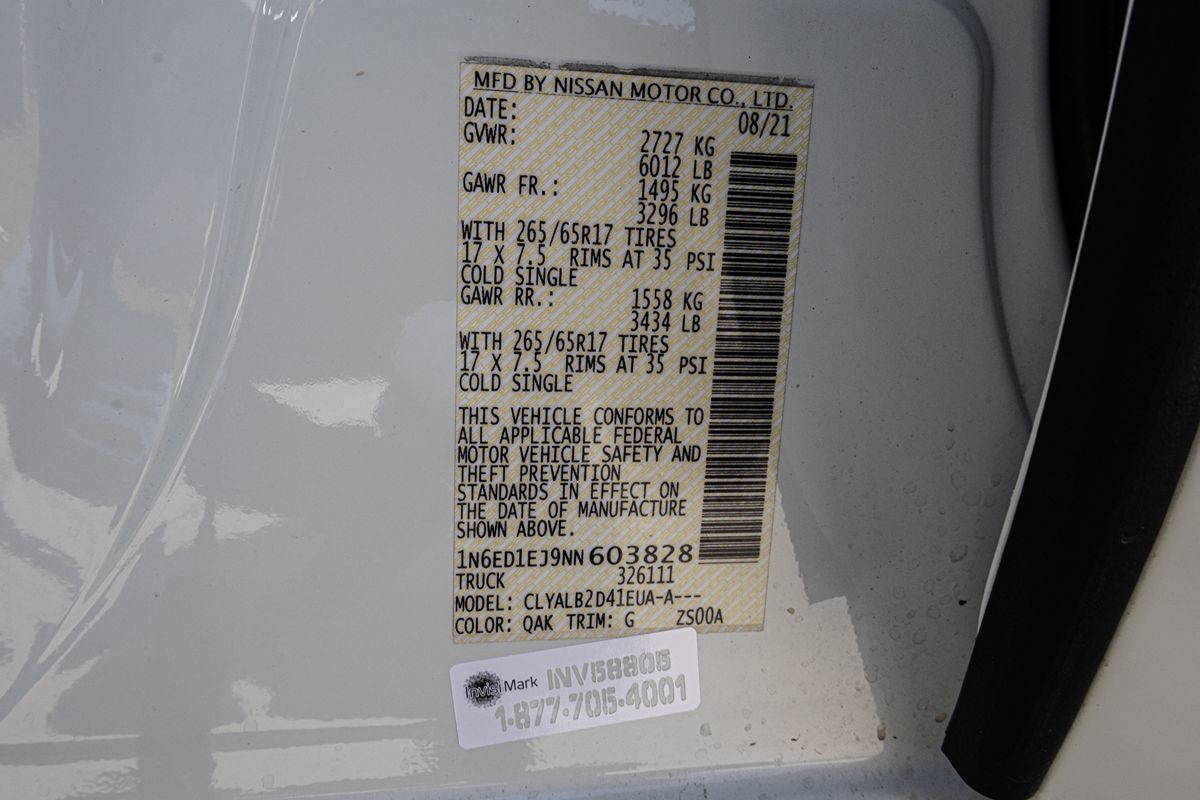 MFD BY NISSAN MOTOR CO., LTD.
DATE: 08/21
GVWR: 2727 KG
6012 LB
GAWR FR.: 1495 KG
3296 LB
WITH 265/65R17 TIRES
17 X 7.5 RIMS AT 35 PSI
COLD SINGLE
GAWR RR.: 1558 KG
3434 LB
WITH 265/65R17 TIRES
17 X 7.5 RIMS AT 35 PSI
COLD SINGLE
THIS VEHICLE CONFORMS TO
ALL APPLICABLE FEDERAL
MOTOR VEHICLE SAFETY AND
THEFT PREVENTION
STANDARDS IN EFFECT ON
THE DATE OF MANUFACTURE
SHOWN ABOVE.
1N6ED1EJ9NN603828
TRUCK 326111
MODEL: CLYALB2D41EUA-A---
COLOR: QAK TRIM: G ZS00A
Invisi Mark INV58805
1-877-705-4001